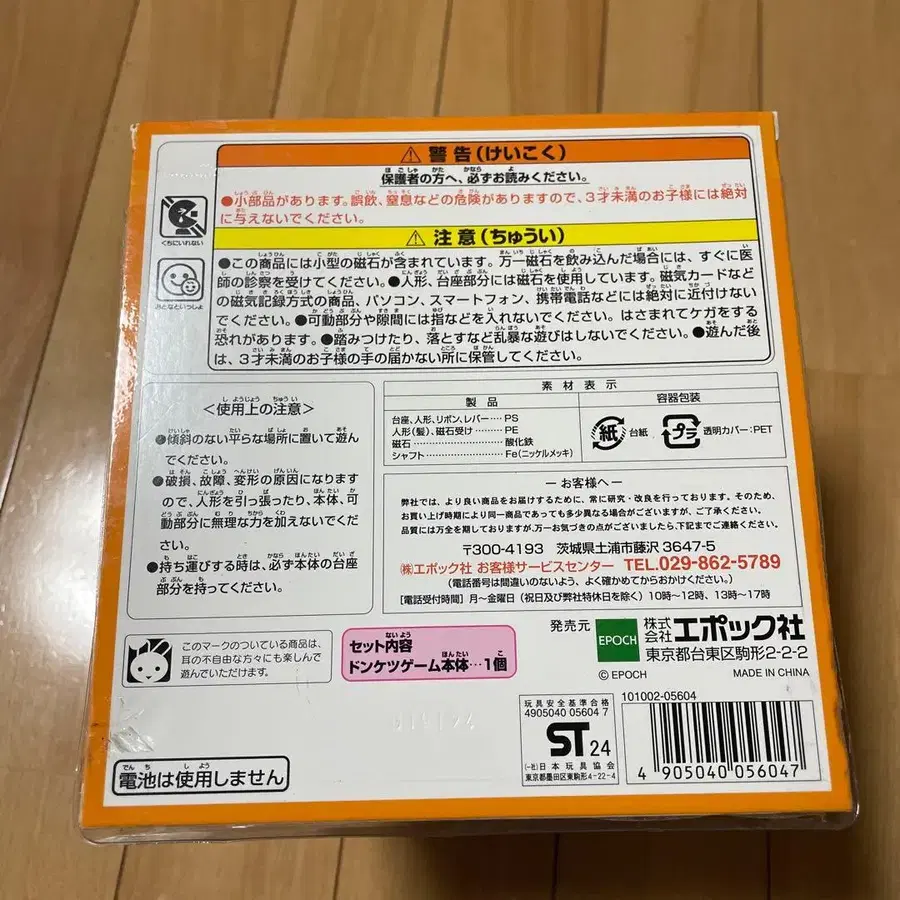 ⚠ 警告(けいこく)
保護者の方へ、必ずお読みください。
●小部品があります。誤飲、窒息などの危険がありますので、3才未満のお子様には絶対
に与えないでください。
くちにいれない
⚠ 注意(ちゅうい)
●この商品には小型の磁石が含まれています。万一磁石を飲み込んだ場合には、すぐに医
師の診察を受けてください。●人形、台座部分には磁石を使用しています。磁気カードなど
の磁気記録方式の商品、パソコン、スマートフォン、携帯電話などには絶対に近付けない
でください。●可動部分や隙間には指などを入れないでください。はさまれてケガをする
恐れがあります。●踏みつけたり、落とすなど乱暴な遊びはしないでください。●遊んだ後
は、3才未満のお子様の手の届かない所に保管してください。
おとなといっしょ
<使用上の注意>
●傾斜のない平らな場所に置いて遊ん
でください。
●破損、故障、変形の原因になります
ので、人形を引っ張ったり、本体、可
動部分に無理な力を加えないでくだ
さい。
●持ち運びする時は、必ず本体の台座
部分を持ってください。
素材表示
製品
容器包装
台座、人形、リボン、レバー…PS
人形(髪)、磁石受け…PE
磁石…酸化鉄
シャフト…Fe(ニッケルメッキ)
紙 台紙
プラ 透明カバー:PET
―お客様へ―
弊社では、より良い商品をお届けするために、常に研究・改良を行っております。そのため、
お買い上げ時期により同一商品であっても多少異なる場合がございますが、ご了承ください。
品質には万全を期しておりますが、万一お気づきの点がございましたら、下記までご連絡ください。
〒300-4193 茨城県土浦市藤沢 3647-5
㈱エポック社 お客様サービスセンター TEL.029-862-5789
(電話番号は間違いのないよう、よく確かめてからおかけください。)
[電話受付時間] 月〜金曜日(祝日及び弊社特休日を除く) 10時〜12時、13時〜17時
このマークのついている商品は、
耳の不自由な方々にも楽しんで
遊んでいただけます。
セット内容
ドンケツゲーム本体…1個
発売元 EPOCH 株式会社エポック社
東京都台東区駒形2-2-2
© EPOCH MADE IN CHINA
101002-05604
玩具安全基準合格
4905040 05604 7
ST 24
(一社)日本玩具協会
東京都墨田区東駒形4-22-4
4 905040 056047
電池は使用しません